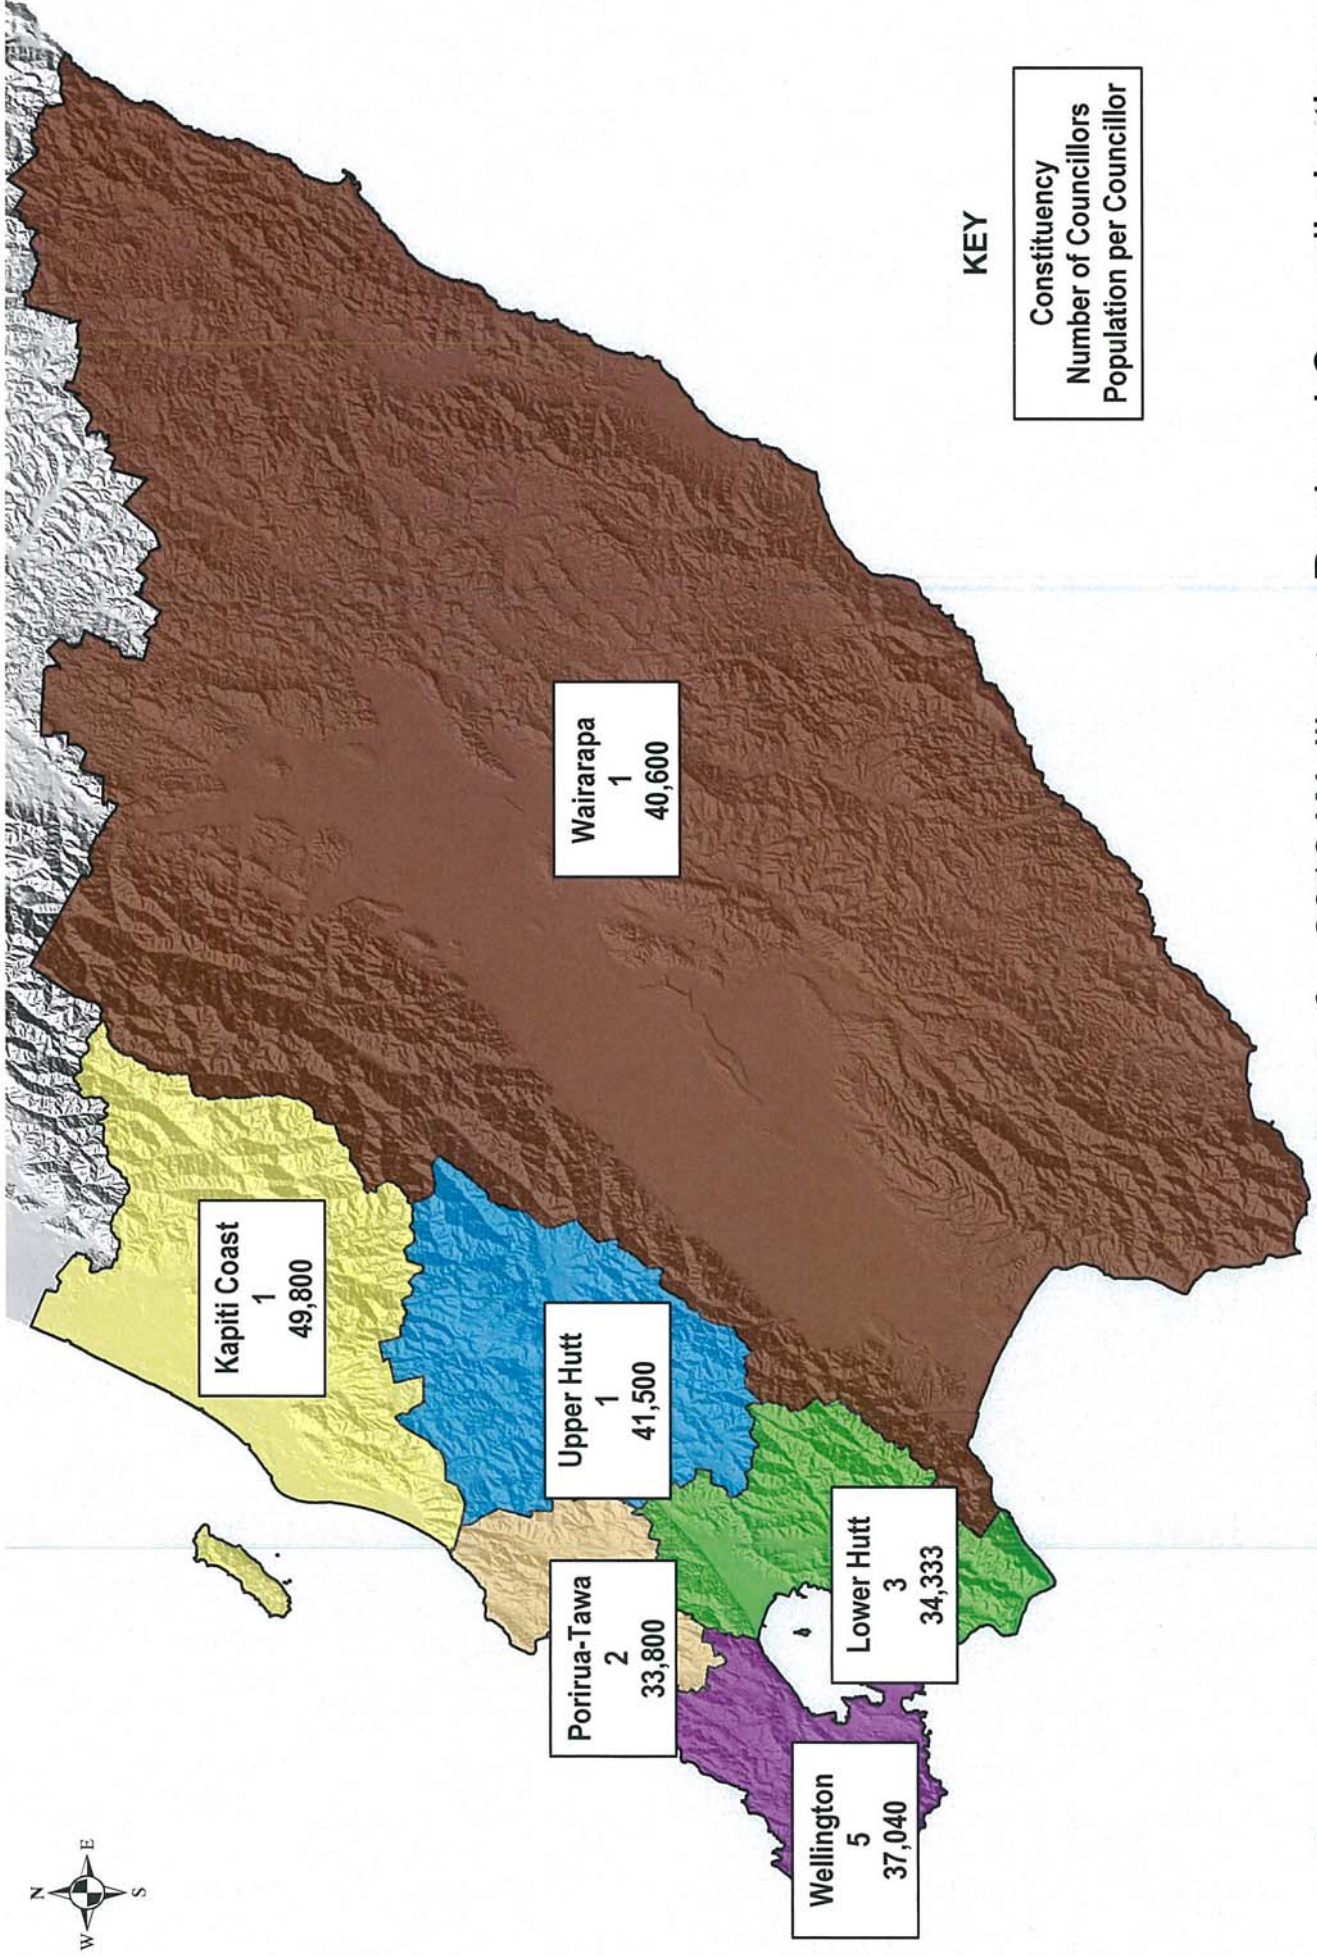 N
W E
S
Kapiti Coast
1
49,800
Upper Hutt
1
41,500
Wairarapa
1
40,600
Porirua-Tawa
2
33,800
Lower Hutt
3
34,333
Wellington
5
37,040
KEY
Constituency
Number of Councillors
Population per Councillor